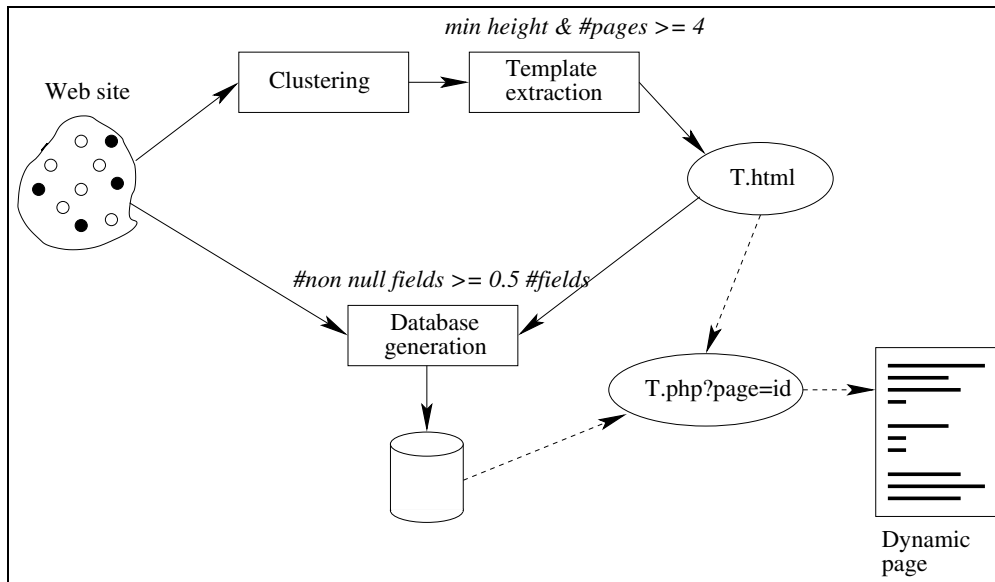 min height & #pages >= 4
Clustering
Template
extraction
Web site
T.html
#non null fields >= 0.5 #fields
Database
generation
T.php?page=id
Dynamic
page